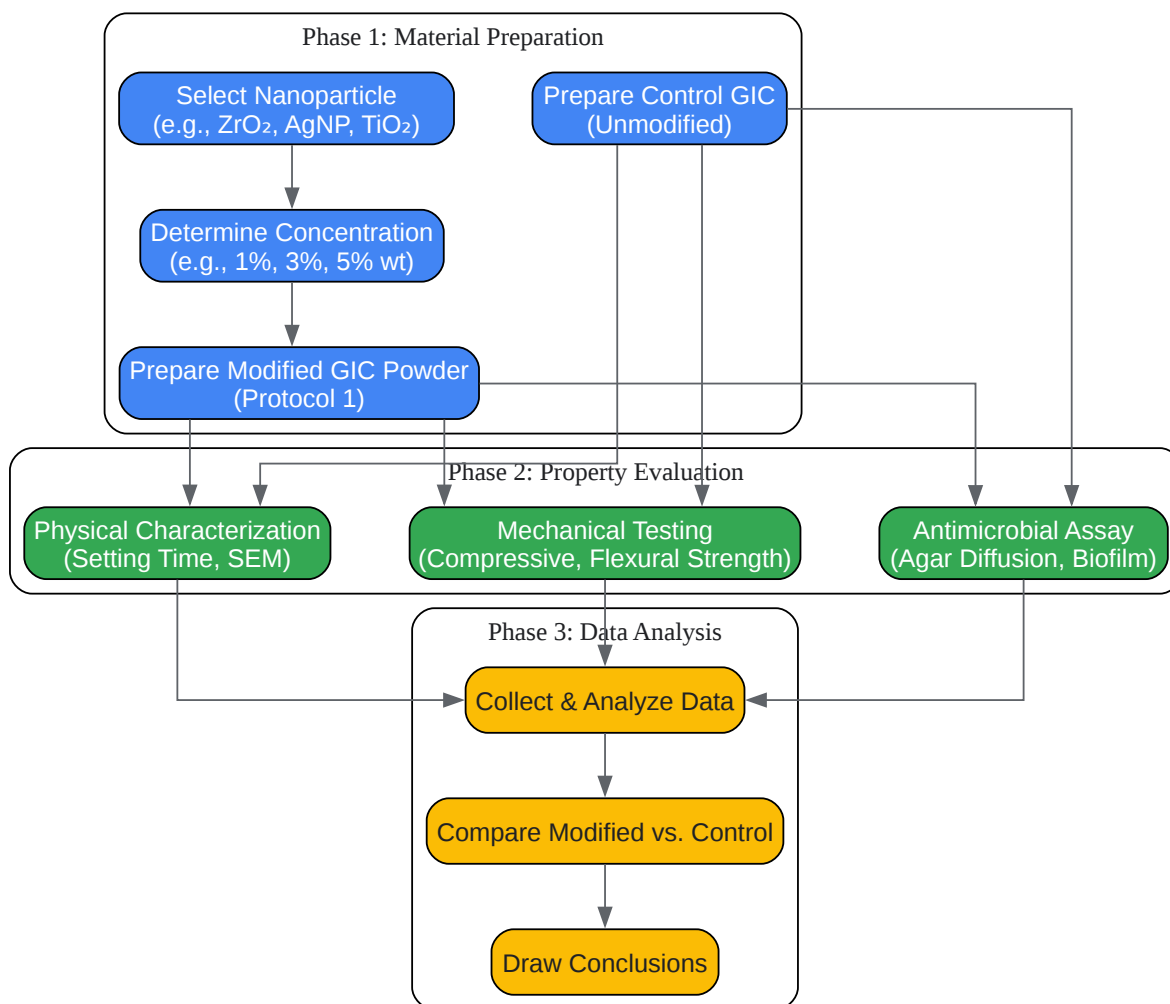 Phase 1: Material Preparation
Select Nanoparticle
(e.g., ZrO₂, AgNP, TiO₂)
Prepare Control GIC
(Unmodified)
Determine Concentration
(e.g., 1%, 3%, 5% wt)
Prepare Modified GIC Powder
(Protocol 1)
Phase 2: Property Evaluation
Physical Characterization
(Setting Time, SEM)
Mechanical Testing
(Compressive, Flexural Strength)
Antimicrobial Assay
(Agar Diffusion, Biofilm)
Phase 3: Data Analysis
Collect & Analyze Data
Compare Modified vs. Control
Draw Conclusions